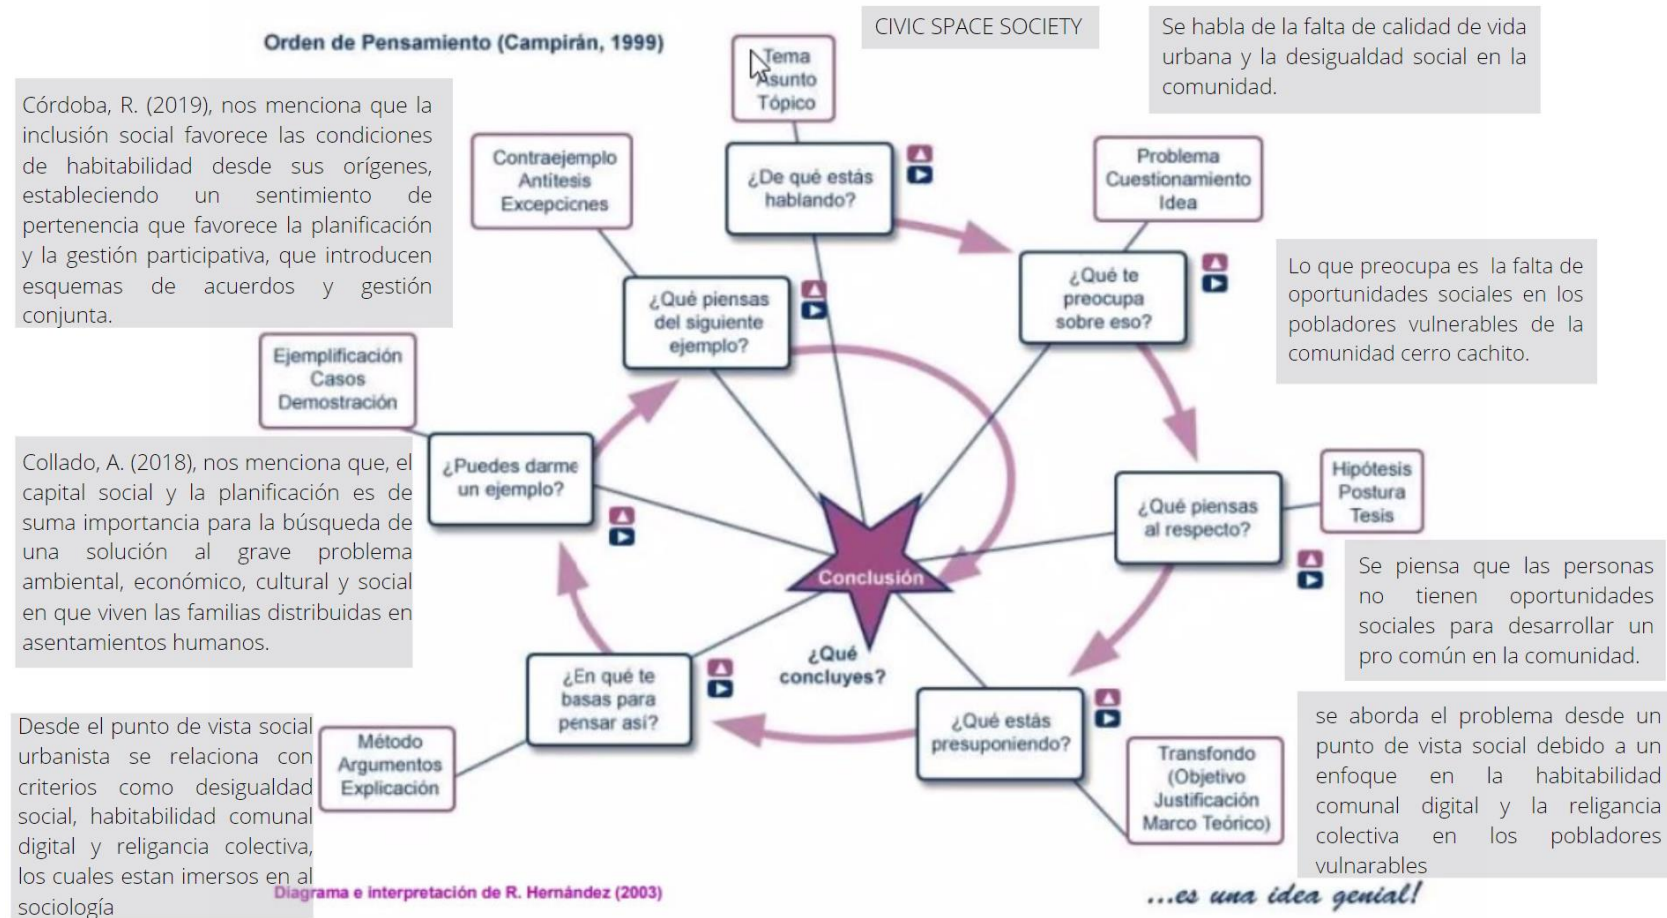 Orden de Pensamiento (Campirán, 1999)
CIVIC SPACE SOCIETY
Se habla de la falta de calidad de vida
urbana y la desigualdad social en la
comunidad.
Tema
Asunto
Tópico
¿De qué estás
hablando?
Problema
Cuestionamiento
Idea
¿Qué te
preocupa
sobre eso?
Lo que preocupa es la falta de
oportunidades sociales en los
pobladores vulnerables de la
comunidad cerro cachito.
Hipótesis
Postura
Tesis
¿Qué piensas
al respecto?
Se piensa que las personas
no tienen oportunidades
sociales para desarrollar un
pro común en la comunidad.
¿Qué estás
presuponiendo?
Transfondo
(Objetivo
Justificación
Marco Teórico)
se aborda el problema desde un
punto de vista social debido a un
enfoque en la habitabilidad
comunal digital y la religancia
colectiva en los pobladores
vulnarables
¿En qué te
basas para
pensar así?
Método
Argumentos
Explicación
Desde el punto de vista social
urbanista se relaciona con
criterios como desigualdad
social, habitabilidad comunal
digital y religancia colectiva,
los cuales estan imersos en al
sociología
¿Puedes darme
un ejemplo?
Ejemplificación
Casos
Demostración
Collado, A. (2018), nos menciona que, el
capital social y la planificación es de
suma importancia para la búsqueda de
una solución al grave problema
ambiental, económico, cultural y social
en que viven las familias distribuidas en
asentamientos humanos.
¿Qué piensas
del siguiente
ejemplo?
Contraejemplo
Antítesis
Excepciones
Córdoba, R. (2019), nos menciona que la
inclusión social favorece las condiciones
de habitabilidad desde sus orígenes,
estableciendo un sentimiento de
pertenencia que favorece la planificación
y la gestión participativa, que introducen
esquemas de acuerdos y gestión
conjunta.
Conclusión
¿Qué
concluyes?
Diagrama e interpretación de R. Hernández (2003)
...es una idea genial!